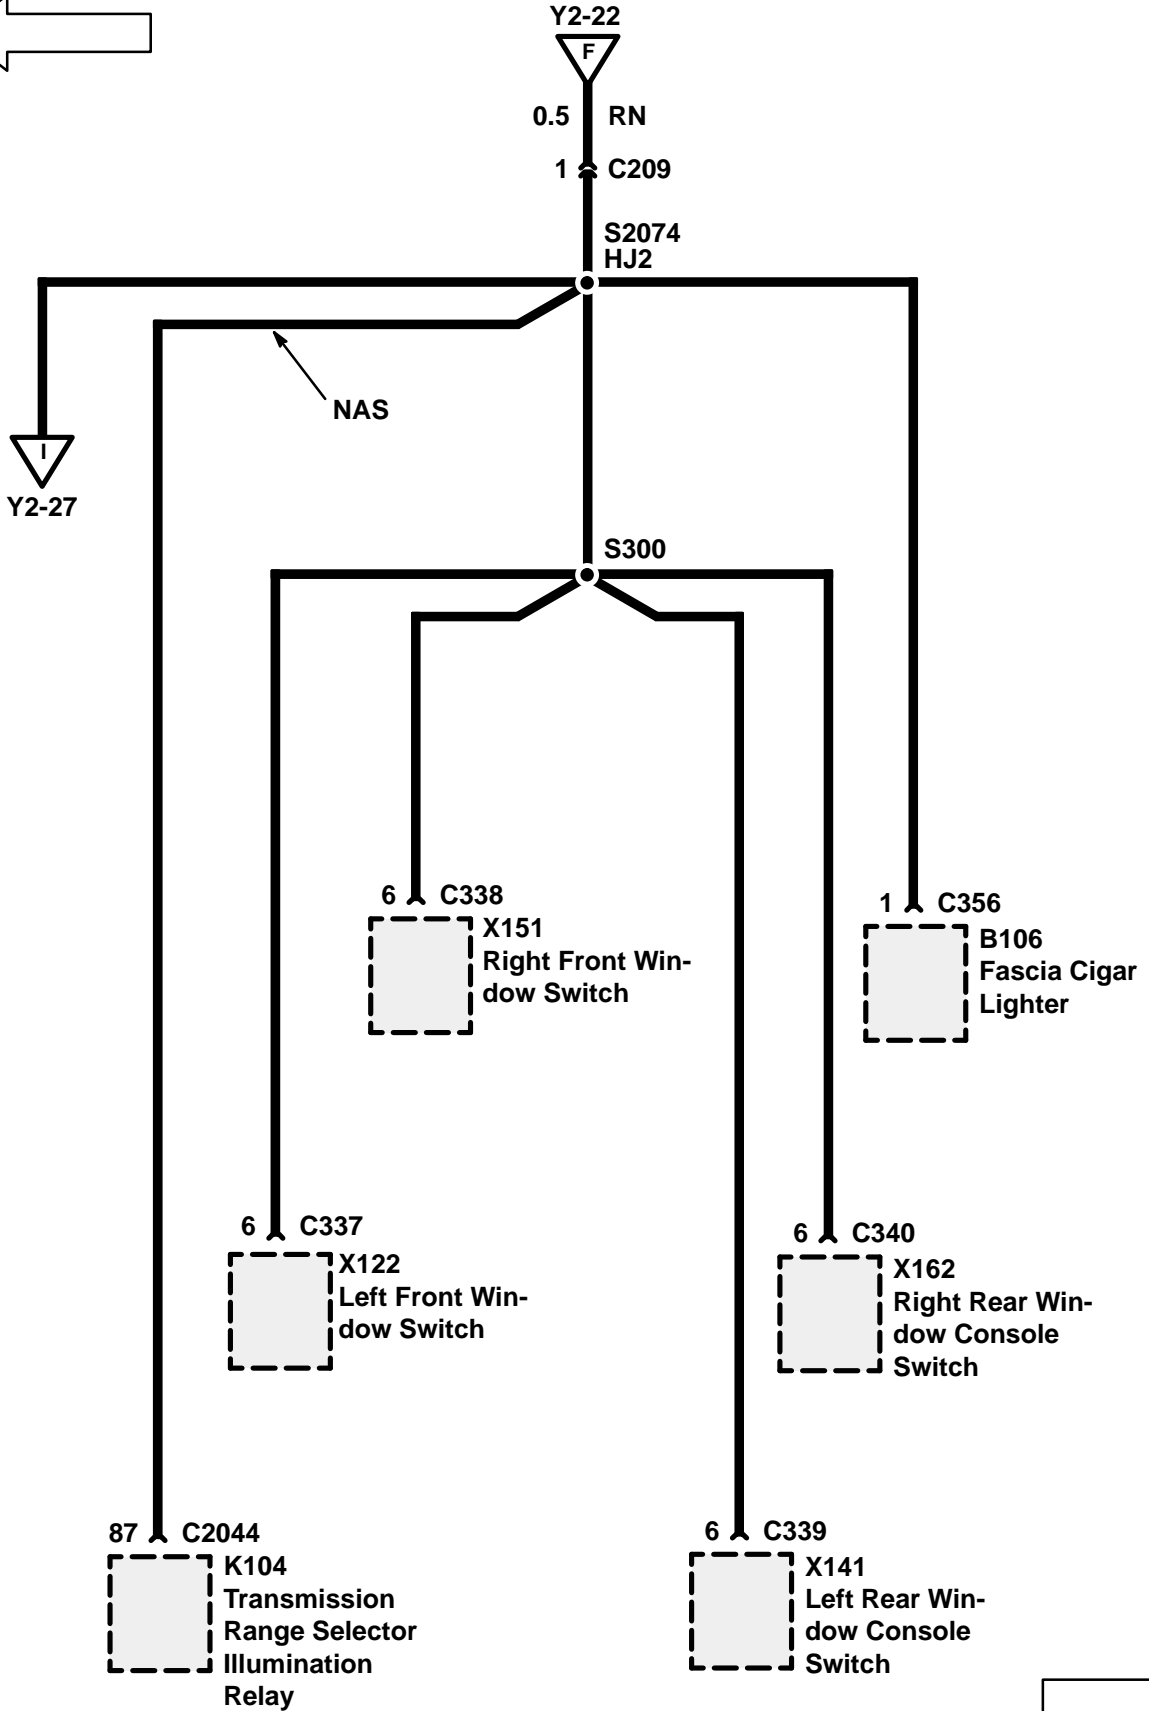 Y2-22
F
0.5 RN
1 C209
S2074
HJ2
NAS
I
Y2-27
S300
6 C338
X151
Right Front Win-
dow Switch
1 C356
B106
Fascia Cigar
Lighter
6 C337
X122
Left Front Win-
dow Switch
6 C340
X162
Right Rear Win-
dow Console
Switch
87 C2044
K104
Transmission
Range Selector
Illumination
Relay
6 C339
X141
Left Rear Win-
dow Console
Switch